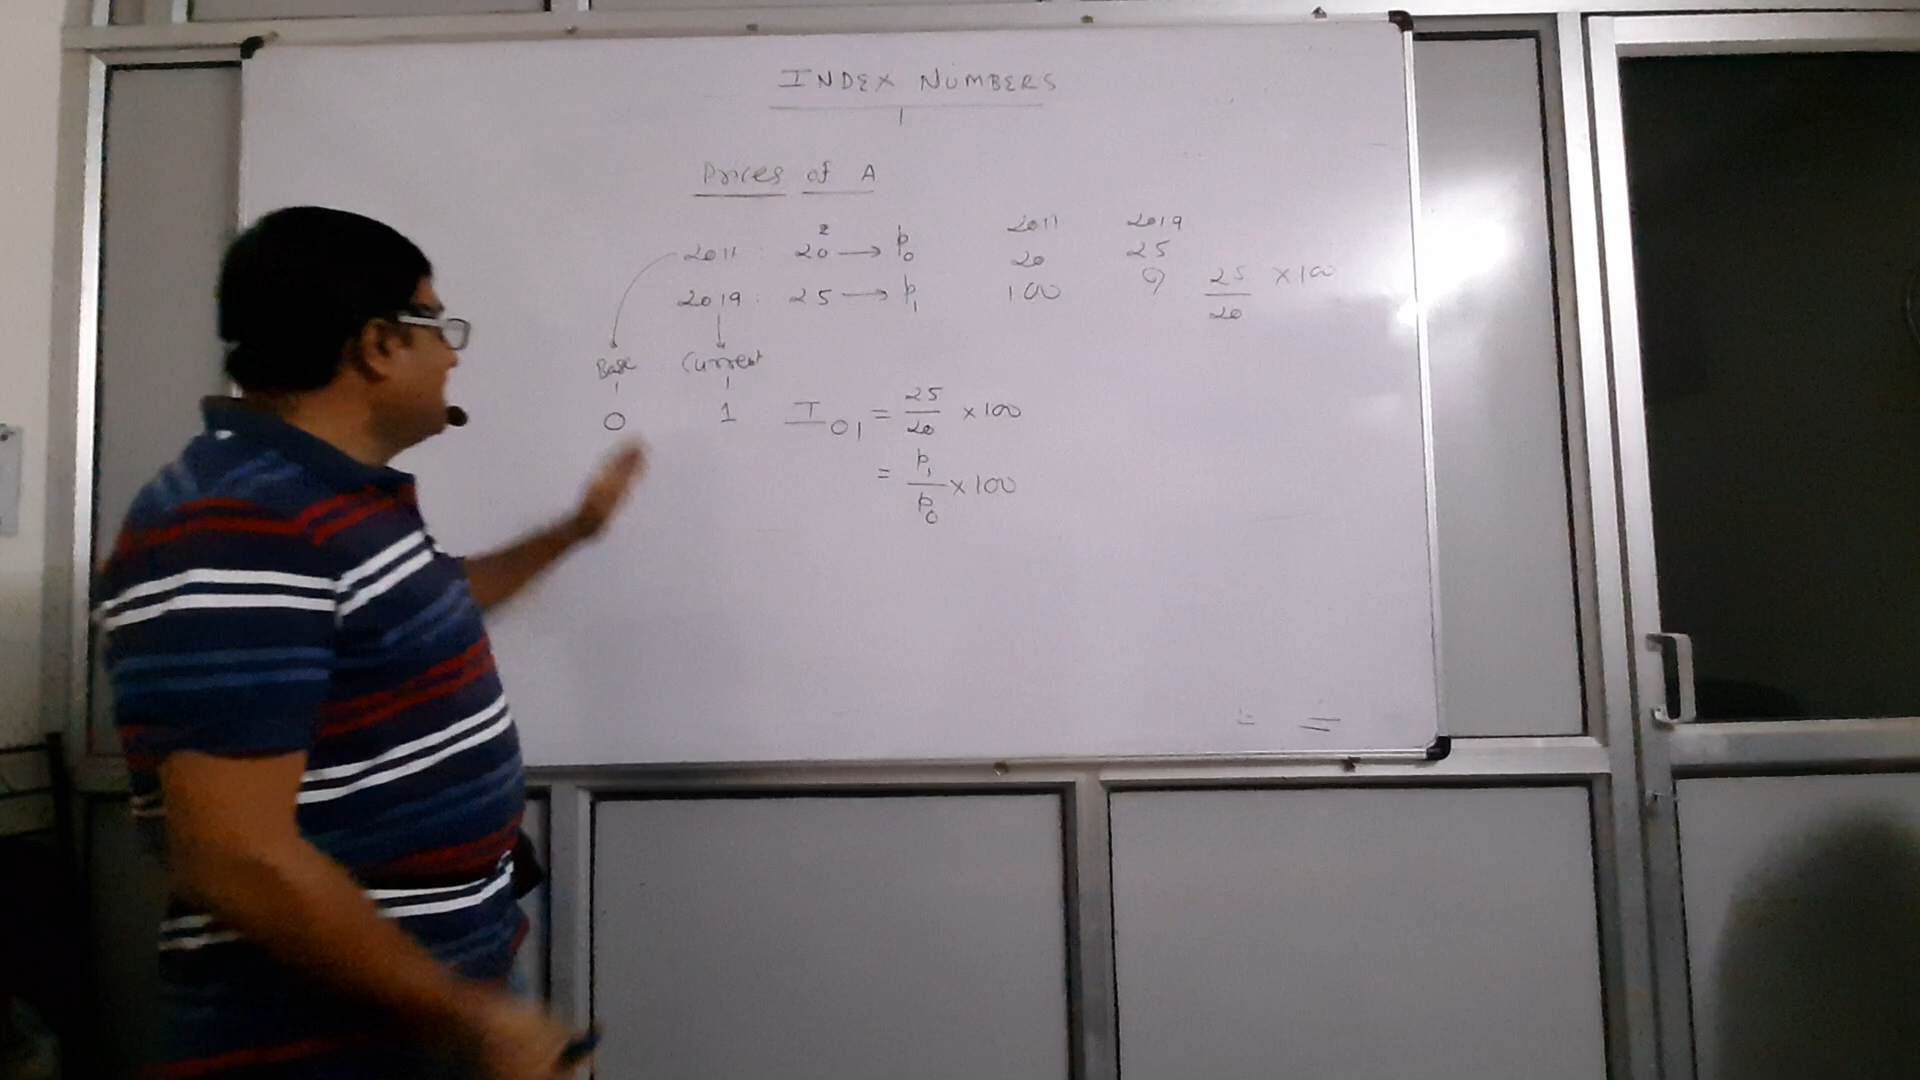 INDEX NUMBERS
Prices of A
2011 : 20 → p0
2019 : 25 → p1
2011 2019
20 25
100 ? 25/20 × 100
Base Current
0 1
I01 = 25/20 × 100
= p1/p0 × 100